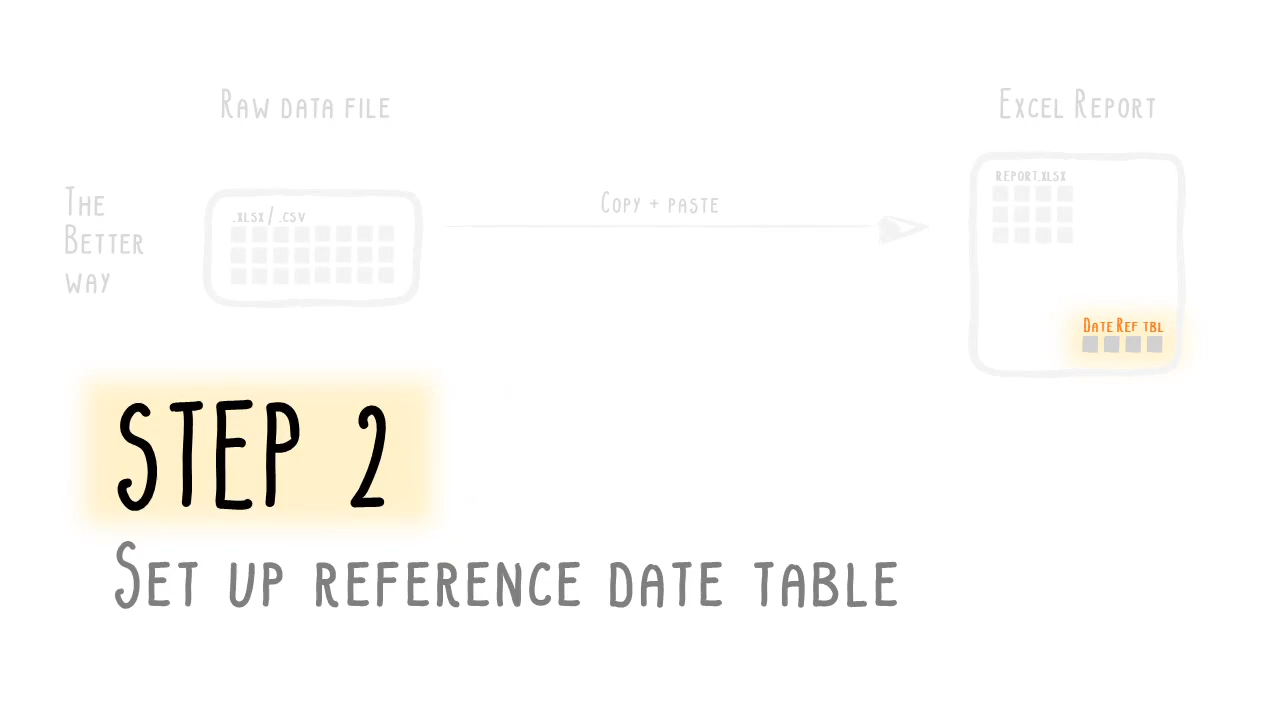 Raw data file
Excel Report
The
Better
way
.xlsx / .csv
Copy + paste
report.xlsx
Date Ref tbl
STEP 2
Set up reference date table